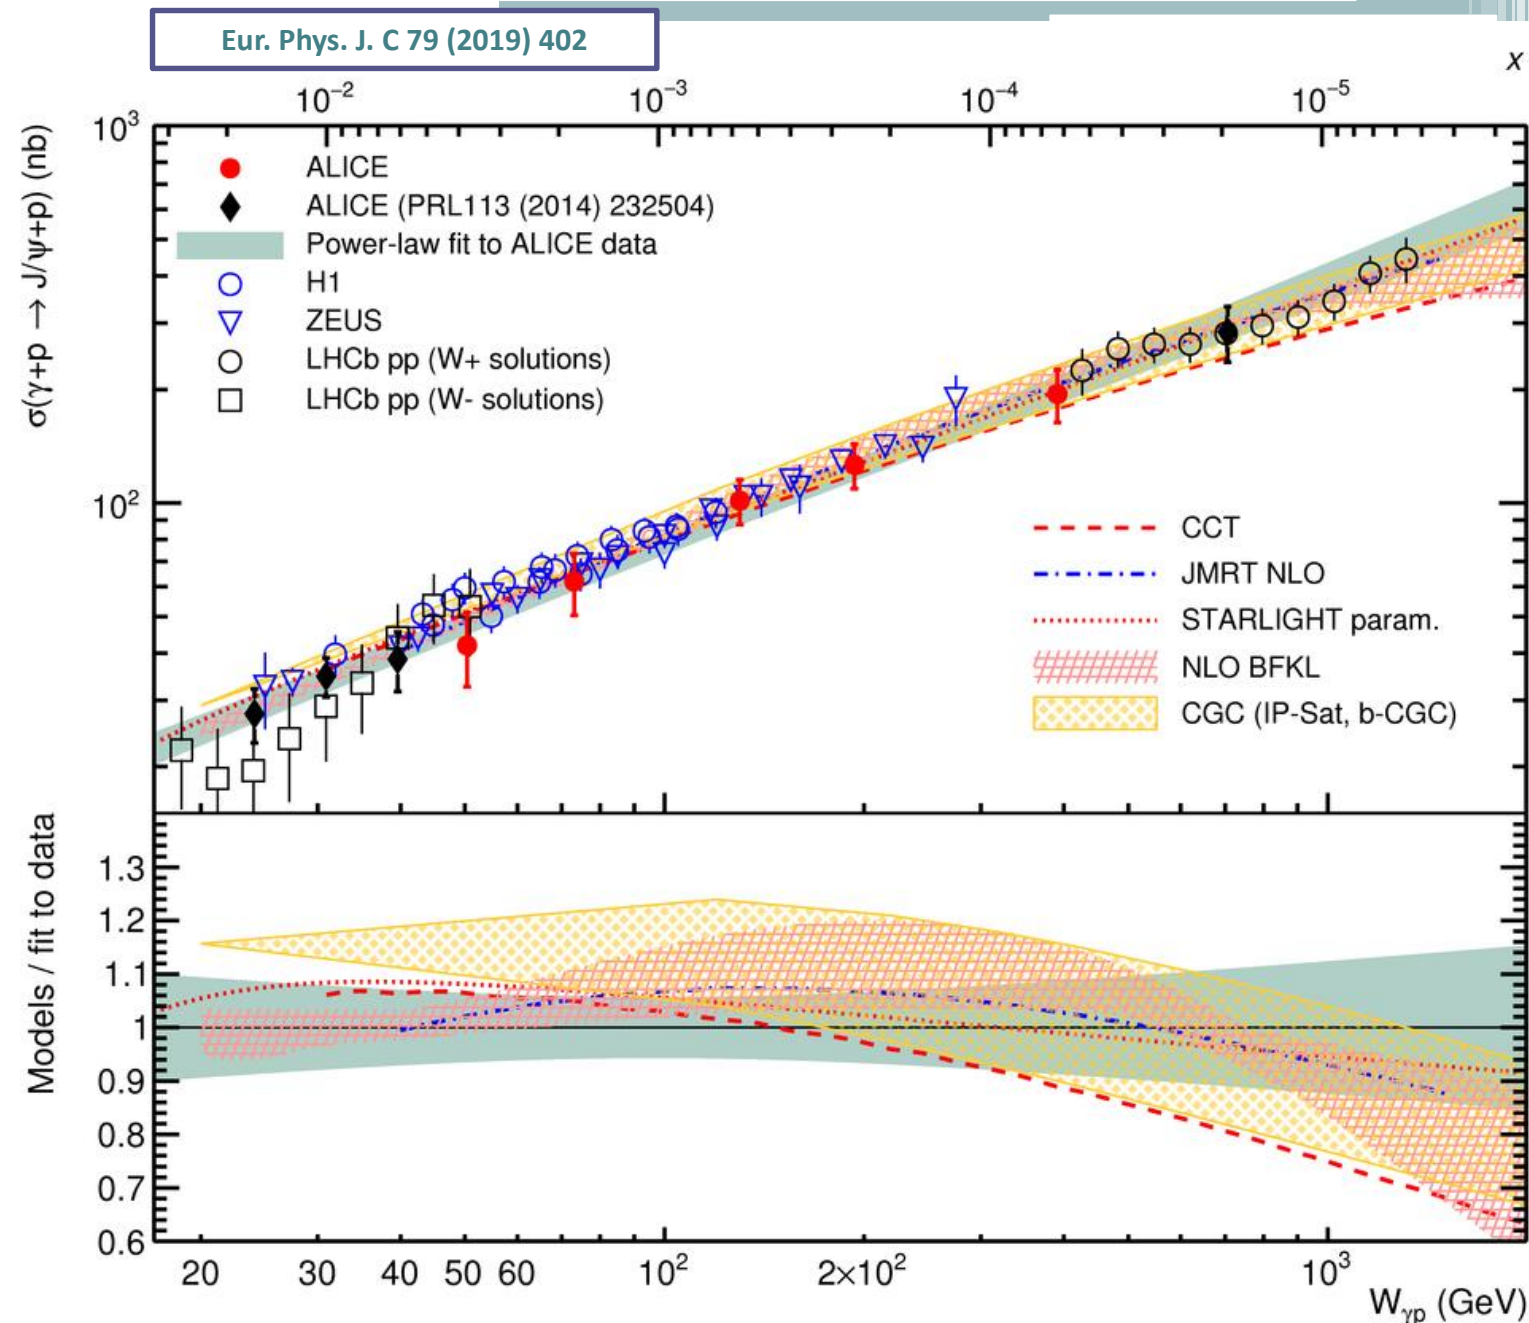 Eur. Phys. J. C 79 (2019) 402
x
10⁻² 10⁻³ 10⁻⁴ 10⁻⁵
σ(γ+p → J/ψ+p) (nb)
10³
10²
ALICE
ALICE (PRL113 (2014) 232504)
Power-law fit to ALICE data
H1
ZEUS
LHCb pp (W+ solutions)
LHCb pp (W- solutions)
CCT
JMRT NLO
STARLIGHT param.
NLO BFKL
CGC (IP-Sat, b-CGC)
Models / fit to data
1.3
1.2
1.1
1
0.9
0.8
0.7
0.6
20 30 40 50 60 10² 2×10² 10³
Wγp (GeV)